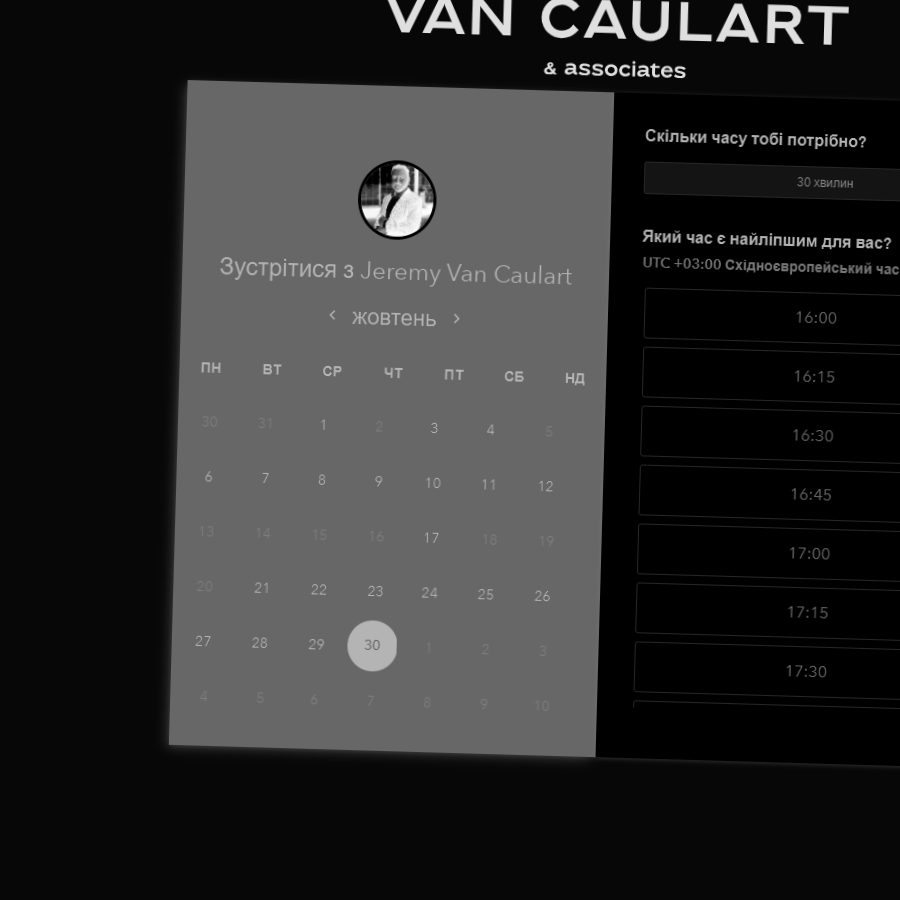 VAN CAULART
& associates
Зустрітися з Jeremy Van Caulart
жовтень
ПН ВТ СР ЧТ ПТ СБ НД
30 31 1 2 3 4 5
6 7 8 9 10 11 12
13 14 15 16 17 18 19
20 21 22 23 24 25 26
27 28 29 30 1 2 3
4 5 6 7 8 9 10
Скільки часу тобі потрібно?
30 хвилин
Який час є найліпшим для вас?
UTC +03:00 Східноєвропейський час
16:00
16:15
16:30
16:45
17:00
17:15
17:30